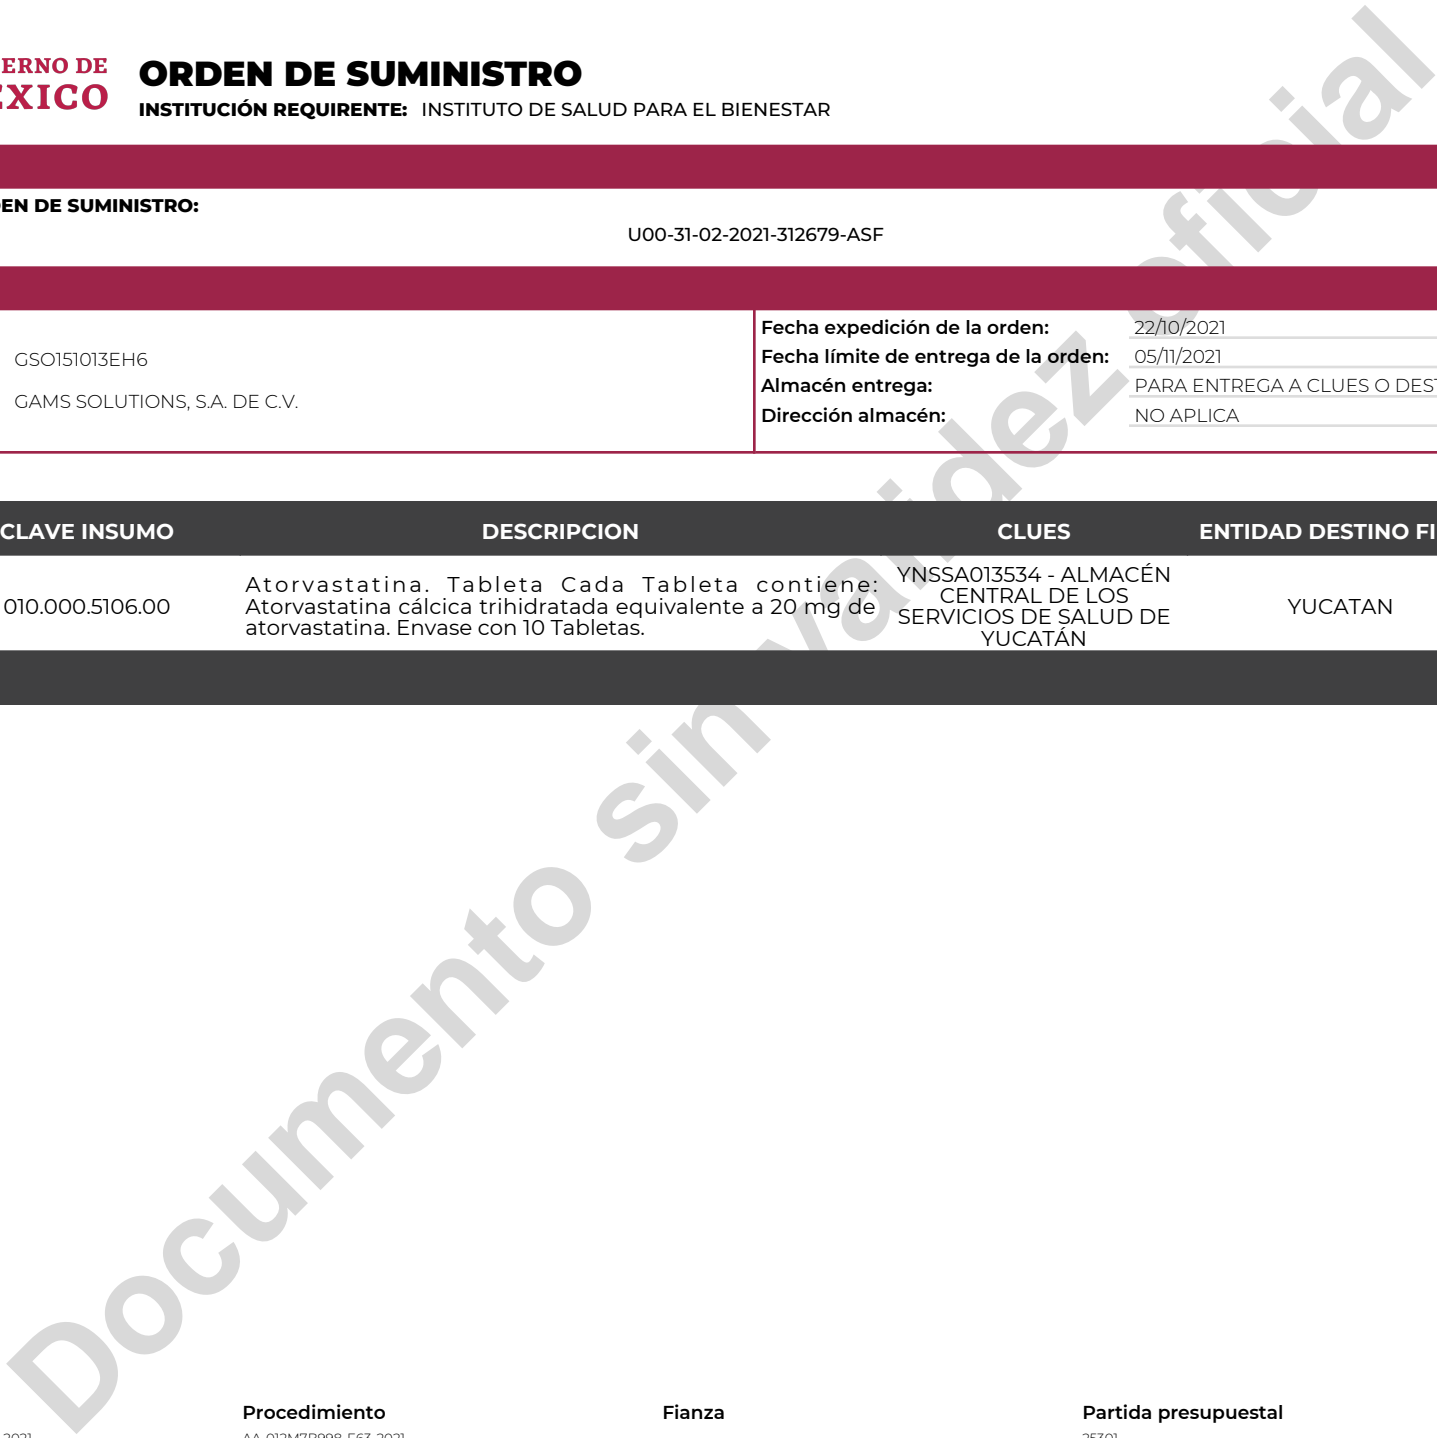 ERNO DE
EXICO
ORDEN DE SUMINISTRO
INSTITUCIÓN REQUIRENTE: INSTITUTO DE SALUD PARA EL BIENESTAR
EN DE SUMINISTRO:
U00-31-02-2021-312679-ASF
GSO151013EH6
GAMS SOLUTIONS, S.A. DE C.V.
Fecha expedición de la orden: 22/10/2021
Fecha límite de entrega de la orden: 05/11/2021
Almacén entrega: PARA ENTREGA A CLUES O DEST
Dirección almacén: NO APLICA
CLAVE INSUMO DESCRIPCION CLUES ENTIDAD DESTINO FI
010.000.5106.00
Atorvastatina. Tableta Cada Tableta contiene:
Atorvastatina cálcica trihidratada equivalente a 20 mg de
atorvastatina. Envase con 10 Tabletas.
YNSSA013534 - ALMACÉN
CENTRAL DE LOS
SERVICIOS DE SALUD DE
YUCATÁN
YUCATAN
Documento sin validez oficial
Procedimiento Fianza Partida presupuestal